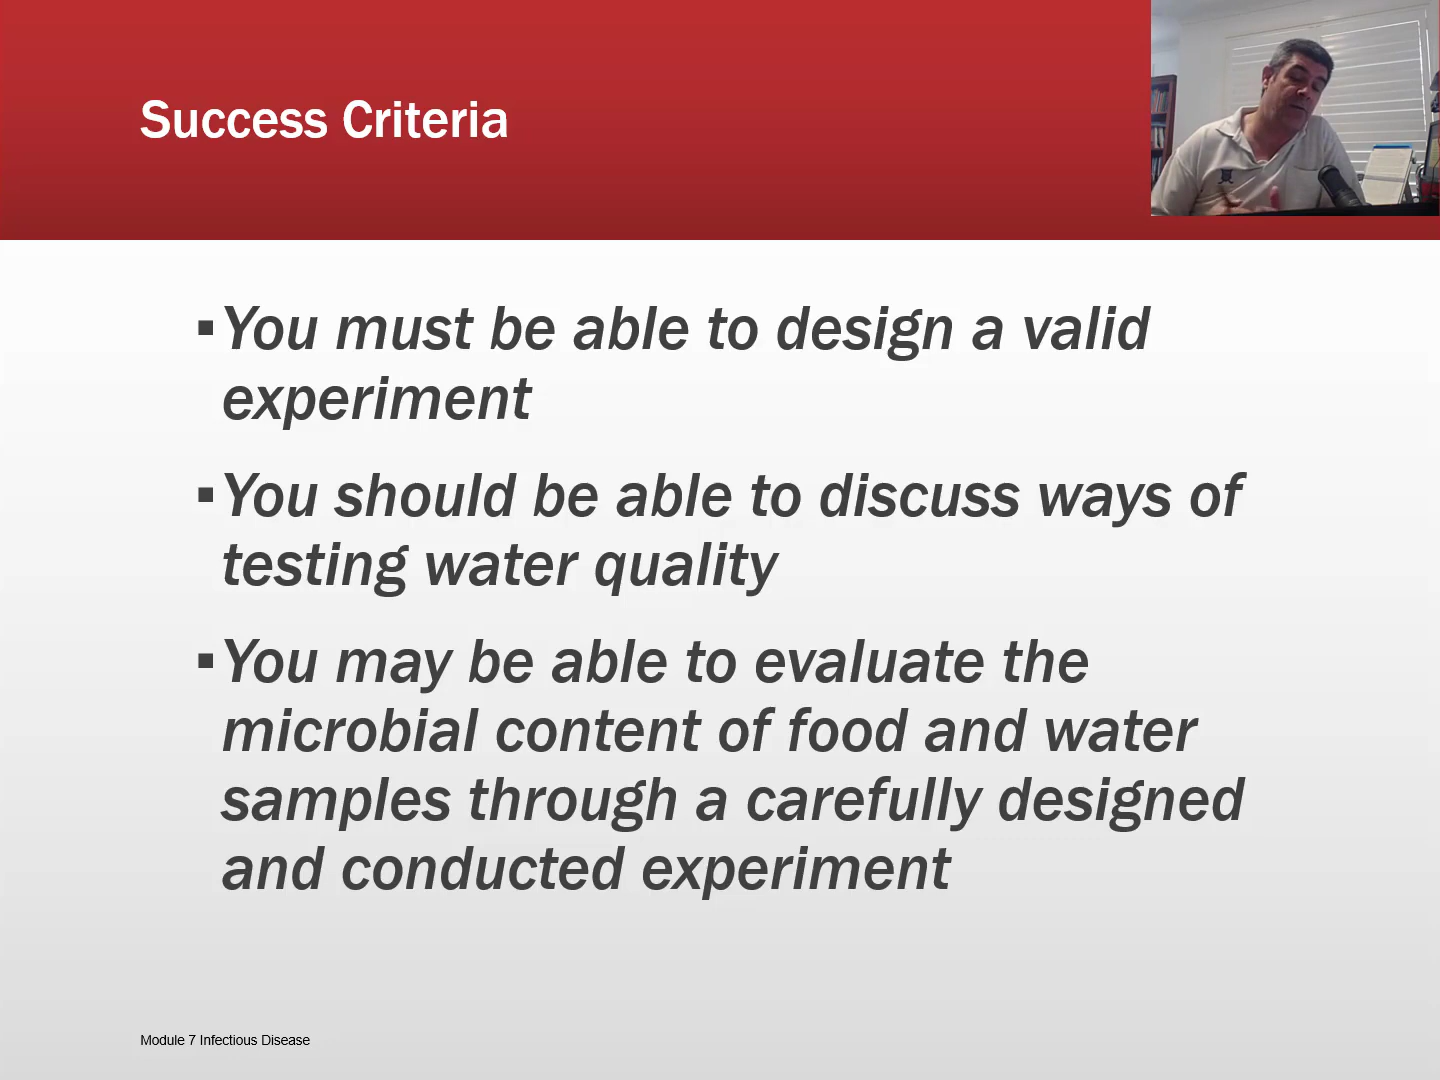 Success Criteria
▪You must be able to design a valid
experiment
▪You should be able to discuss ways of
testing water quality
▪You may be able to evaluate the
microbial content of food and water
samples through a carefully designed
and conducted experiment
Module 7 Infectious Disease